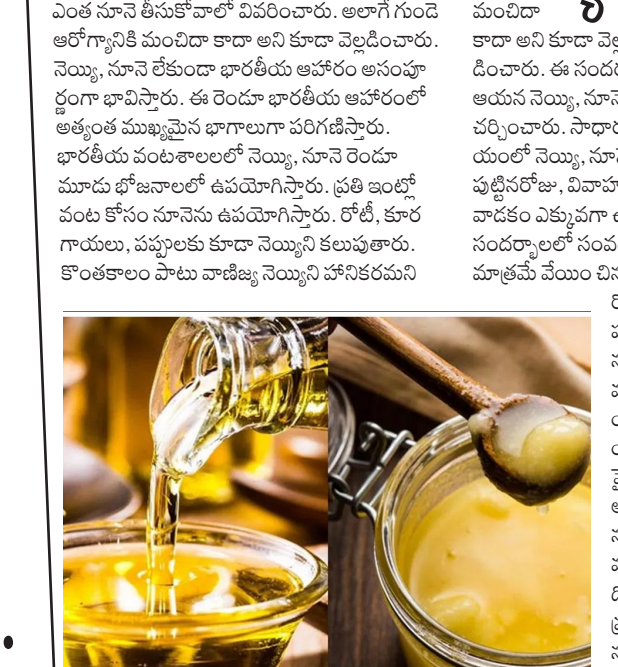 ఎంత నూనె తీసుకోవాలో వివరించారు. అలాగే గుండె
ఆరోగ్యానికి మంచిదా కాదా అని కూడా వెల్లడించారు.
నెయ్యి, నూనె లేకుండా భారతీయ ఆహారం అసంపూ
ర్ణంగా భావిస్తారు. ఈ రెండూ భారతీయ ఆహారంలో
అత్యంత ముఖ్యమైన భాగాలుగా పరిగణిస్తారు.
భారతీయ వంటశాలలలో నెయ్యి, నూనె రెండూ
మూడు భోజనాలలో ఉపయోగిస్తారు. ప్రతి ఇంట్లో
వంట కోసం నూనెను ఉపయోగిస్తారు. రోటీ, కూర
గాయలు, పప్పులకు కూడా నెయ్యిని కలుపుతారు.
కొంతకాలం పాటు వాణిజ్య నెయ్యిని హానికరమని
మంచిదా
కాదా అని కూడా
డించారు. ఈ
ఆయన నెయ్యి,
చర్చించారు.
యంలో నెయ్యి,
పుట్టినరోజు,
వాడకం ఎక్కువగా
సందర్భాలలో
మాత్రమే వేయిం